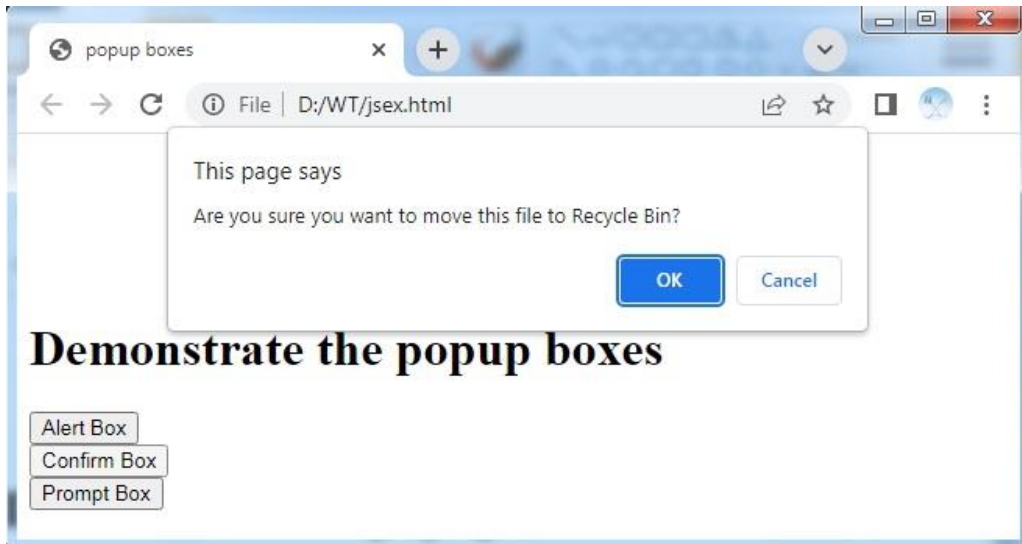 popup boxes
File | D:/WT/jsex.html
This page says
Are you sure you want to move this file to Recycle Bin?
OK Cancel
Demonstrate the popup boxes
Alert Box
Confirm Box
Prompt Box